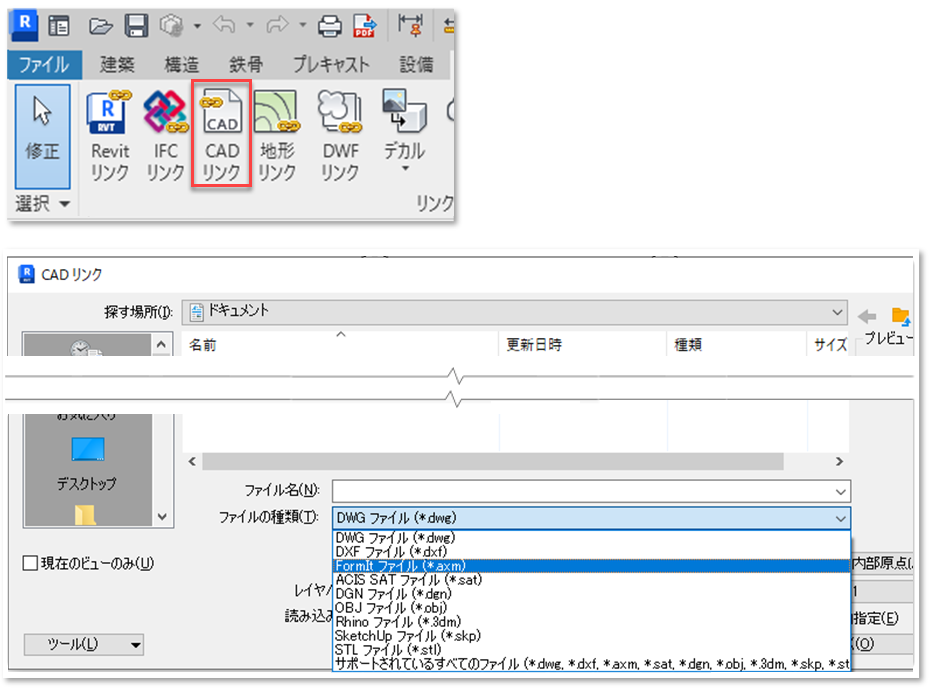 R
PDF
ファイル 建築 構造 鉄骨 プレキャスト 設備
R
RVT
CAD
修正
Revit リンク
IFC リンク
CAD リンク
地形 リンク
DWF リンク
デカル
選択
リンク
CAD リンク
探す場所(I):
ドキュメント
プレビュー
名前 更新日時 種類 サイズ
デスクトップ
ファイル名(N):
ファイルの種類(T): DWG ファイル (*.dwg)
DWG ファイル (*.dwg)
DXF ファイル (*.dxf)
現在のビューのみ(U)
FormIt ファイル (*.axm)
内部原点(
ACIS SAT ファイル (*.sat)
DGN ファイル (*.dgn)
レイヤ
1
OBJ ファイル (*.obj)
読み込み
Rhino ファイル (*.3dm)
指定(E)
SketchUp ファイル (*.skp)
ツール(L)
STL ファイル (*.stl)
(O)
サポートされているすべてのファイル (*.dwg, *.dxf, *.axm, *.sat, *.dgn, *.obj, *.3dm, *.skp, *.st